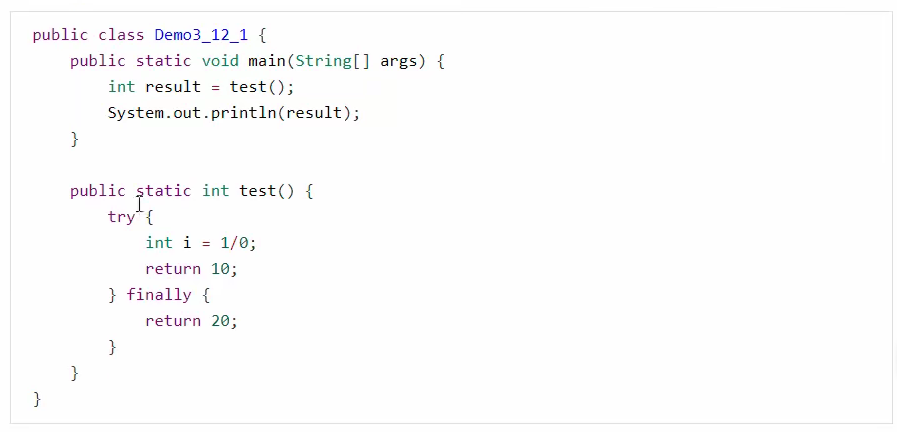 public class Demo3_12_1 {
    public static void main(String[] args) {
        int result = test();
        System.out.println(result);
    }

    public static int test() {
        try {
            int i = 1/0;
            return 10;
        } finally {
            return 20;
        }
    }
}